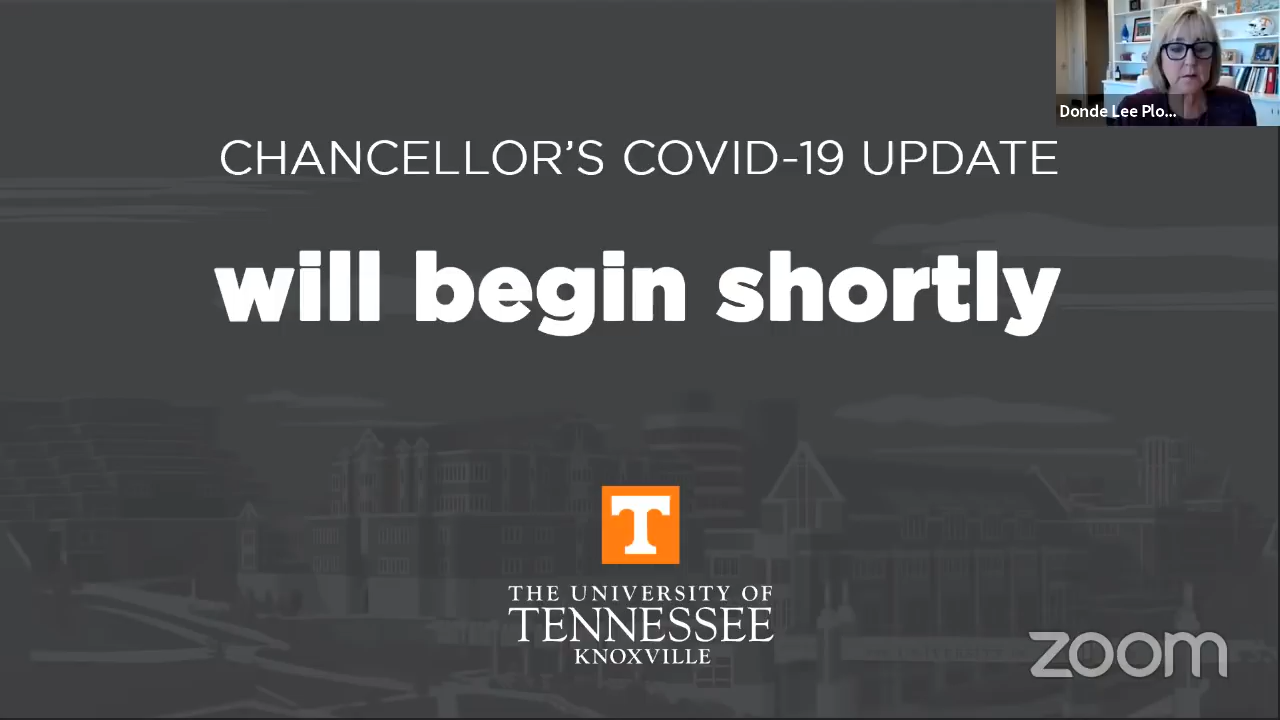 Donde Lee Plo...
CHANCELLOR'S COVID-19 UPDATE
will begin shortly
T
THE UNIVERSITY OF
TENNESSEE
KNOXVILLE
zoom